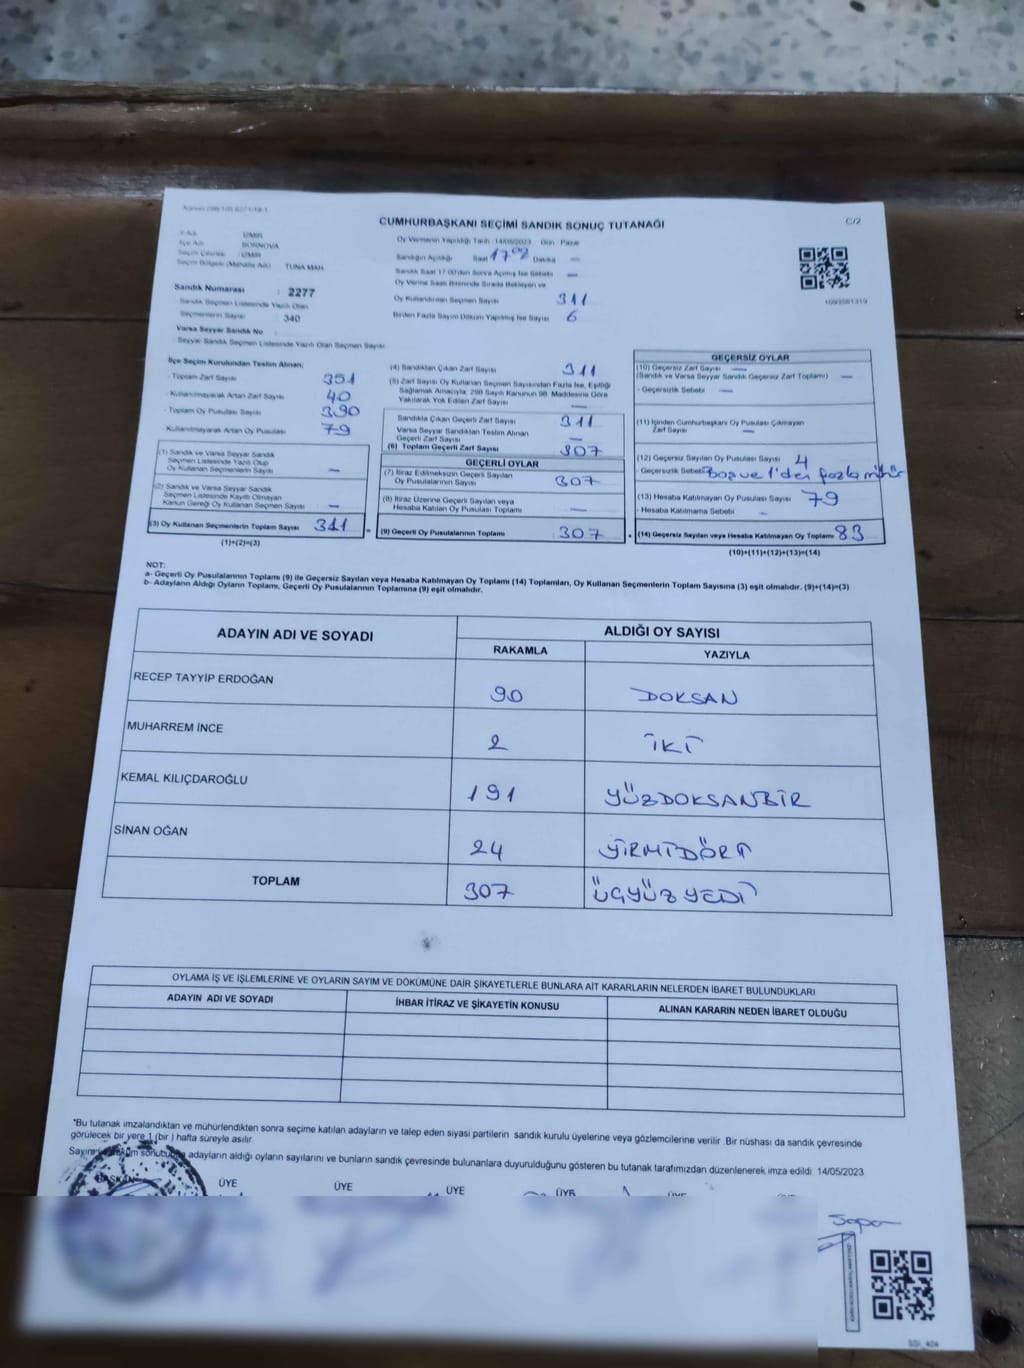 CUMHURBAŞKANI SEÇİMİ SANDIK SONUÇ TUTANAĞI
C/2
İl Adı İZMİR
İlçe Adı BORNOVA
Seçim Çevresi İZMİR
Seçim Bölgesi (Mahalle Adı) TUNA MAH
Sandık Numarası : 2277
Sandık Seçmen Listesinde Yazılı Olan
Seçmenlerin Sayısı 340
Varsa Seyyar Sandık No
Seyyar Sandık Seçmen Listesinde Yazılı Olan Seçmen Sayısı
Oy Vermenin Yapıldığı Tarih 14/05/2023 Gün Pazar
Sandığın Açıldığı Saat 17 02 Dakika —
Sandık Saat 17:00'den Sonra Açılmış İse Sebebi —
Oy Verme Saati Bitiminde Sırada Bekleyen ve
Oy Kullandırılan Seçmen Sayısı 311
Birden Fazla Sayım Döküm Yapılmış İse Sayısı 6
İlçe Seçim Kurulundan Teslim Alınan;
- Toplam Zarf Sayısı 351
- Kullanılmayarak Artan Zarf Sayısı 40
- Toplam Oy Pusulası Sayısı 390
- Kullanılmayarak Artan Oy Pusulası 79
(1) Sandık ve Varsa Seyyar Sandık
Seçmen Listesinde Yazılı Olup
Oy Kullanan Seçmenlerin Sayısı —
(2) Sandık ve Varsa Seyyar Sandık
Seçmen Listesinde Kayıtlı Olmayan
Kanun Gereği Oy Kullanan Seçmen Sayısı —
(3) Oy Kullanan Seçmenlerin Toplam Sayısı 311
(1)+(2)=(3)
(4) Sandıktan Çıkan Zarf Sayısı 311
(5) Zarf Sayısı Oy Kullanan Seçmen Sayısından Fazla İse, Eşitliği
Sağlamak Amacıyla, 298 Sayılı Kanunun 98. Maddesine Göre
Yakılarak Yok Edilen Zarf Sayısı —
Sandıkta Çıkan Geçerli Zarf Sayısı 311
Varsa Seyyar Sandıktan Teslim Alınan
Geçerli Zarf Sayısı —
(6) Toplam Geçerli Zarf Sayısı 307
GEÇERLİ OYLAR
(7) İtiraz Edilmeksizin Geçerli Sayılan
Oy Pusulalarının Sayısı 307
(8) İtiraz Üzerine Geçerli Sayılan veya
Hesaba Katılan Oy Pusulası Toplamı —
(9) Geçerli Oy Pusulalarının Toplamı 307
GEÇERSİZ OYLAR
(10) Geçersiz Zarf Sayısı —
(Sandık ve Varsa Seyyar Sandık Geçersiz Zarf Toplamı) —
- Geçersizlik Sebebi —
(11) İçinden Cumhurbaşkanı Oy Pusulası Çıkmayan
Zarf Sayısı —
(12) Geçersiz Sayılan Oy Pusulası Sayısı 4
- Geçersizlik Sebebi Boş ve 1'den fazla mühür
(13) Hesaba Katılmayan Oy Pusulası Sayısı 79
- Hesaba Katılmama Sebebi —
(14) Geçersiz Sayılan veya Hesaba Katılmayan Oy Toplamı 83
(10)+(11)+(12)+(13)=(14)
NOT:
a- Geçerli Oy Pusulalarının Toplamı (9) ile Geçersiz Sayılan veya Hesaba Katılmayan Oy Toplamı (14) Toplamları, Oy Kullanan Seçmenlerin Toplam Sayısına (3) eşit olmalıdır. (9)+(14)=(3)
b- Adayların Aldığı Oyların Toplamı, Geçerli Oy Pusulalarının Toplamına (9) eşit olmalıdır.
ADAYIN ADI VE SOYADI
ALDIĞI OY SAYISI
RAKAMLA YAZIYLA
RECEP TAYYİP ERDOĞAN 90 DOKSAN
MUHARREM İNCE 2 İKİ
KEMAL KILIÇDAROĞLU 191 YÜZDOKSANBİR
SİNAN OĞAN 24 YİRMİDÖRT
TOPLAM 307 ÜÇYÜZYEDİ
OYLAMA İŞ VE İŞLEMLERİNE VE OYLARIN SAYIM VE DÖKÜMÜNE DAİR ŞİKAYETLERLE BUNLARA AİT KARARLARIN NELERDEN İBARET BULUNDUKLARI
ADAYIN ADI VE SOYADI İHBAR İTİRAZ VE ŞİKAYETİN KONUSU ALINAN KARARIN NEDEN İBARET OLDUĞU
*Bu tutanak imzalandıktan ve mühürlendikten sonra seçime katılan adayların ve talep eden siyasi partilerin sandık kurulu üyelerine veya gözlemcilerine verilir. Bir nüshası da sandık çevresinde
görülecek bir yere 1 (bir) hafta süreyle asılır.
adayların aldığı oyların sayılarını ve bunların sandık çevresinde bulunanlara duyurulduğunu gösteren bu tutanak tarafımızdan düzenlenerek imza edildi. 14/05/2023
BAŞKAN ÜYE ÜYE ÜYE ÜYE ÜYE